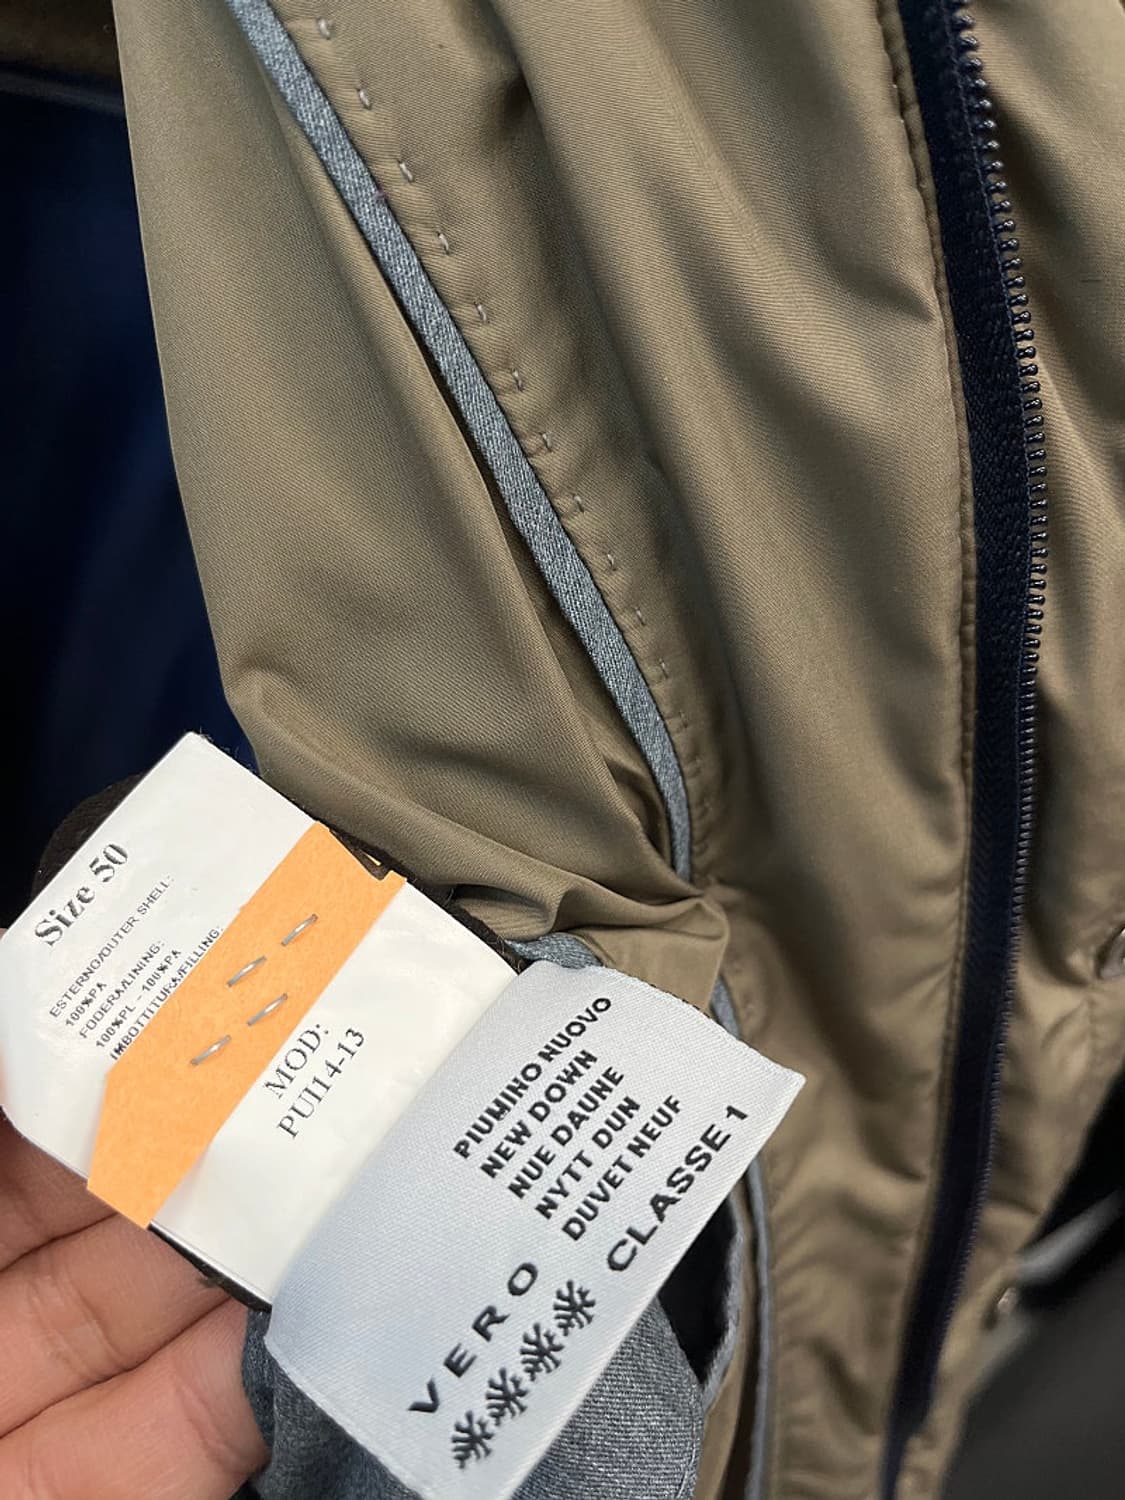 Size 50
ESTERNO/OUTER SHELL:
100%PA
FODERA/LINING:
100%PL - 100%PA
IMBOTTITURA/FILLING:
MOD:
PUI14-13
PIUMINO NUOVO
NEW DOWN
NUE DAUNE
NYTT DUN
DUVET NEUF
VERO
CLASSE 1